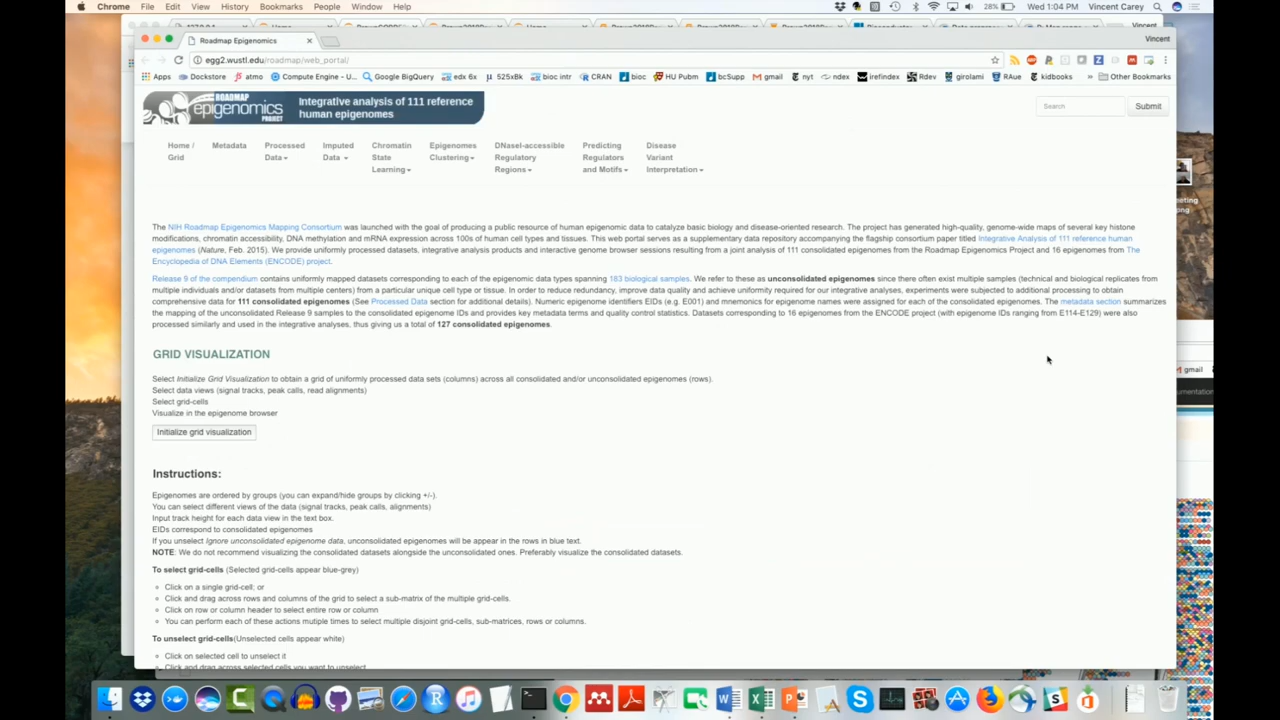 Chrome File Edit View History Bookmarks People Window Help 28% Wed 1:04 PM Vincent Carey
Roadmap Epigenomics Vincent
egg2.wustl.edu/roadmap/web_portal/
Apps Dockstore atmo Compute Engine - U... Google BigQuery edx 6x 525xBk bioc intr CRAN bioc HU Pubm bcSupp gmail nyt ndex irefindex Rdev girolami RAue kidbooks » Other Bookmarks
ROADMAP epigenomics PROJECT
Integrative analysis of 111 reference
human epigenomes
Search Submit
Home / Grid
Metadata
Processed Data
Imputed Data
Chromatin State Learning
Epigenomes Clustering
DNaseI-accessible Regulatory Regions
Predicting Regulators and Motifs
Disease Variant Interpretation
The NIH Roadmap Epigenomics Mapping Consortium was launched with the goal of producing a public resource of human epigenomic data to catalyze basic biology and disease-oriented research. The project has generated high-quality, genome-wide maps of several key histone
modifications, chromatin accessibility, DNA methylation and mRNA expression across 100s of human cell types and tissues. This web portal serves as a supplementary data repository accompanying the flagship consortium paper titled Integrative Analysis of 111 reference human
epigenomes (Nature, Feb. 2015). We provide uniformly processed datasets, integrative analysis products and interactive genome browser sessions resulting from a joint analysis of 111 consolidated epigenomes from the Roadmap Epigenomics Project and 16 epigenomes from The
Encyclopedia of DNA Elements (ENCODE) project.
Release 9 of the compendium contains uniformly mapped datasets corresponding to each of the epigenomic data types spanning 183 biological samples. We refer to these as unconsolidated epigenomes since there often exist multiple samples (technical and biological replicates from
multiple individuals and/or datasets from multiple centers) from a particular unique cell type or tissue. In order to reduce redundancy, improve data quality and achieve uniformity required for our integrative analyses, experiments were subjected to additional processing to obtain
comprehensive data for 111 consolidated epigenomes (See Processed Data section for additional details). Numeric epigenome identifiers EIDs (e.g. E001) and mnemonics for epigenome names were assigned for each of the consolidated epigenomes. The metadata section summarizes
the mapping of the unconsolidated Release 9 samples to the consolidated epigenome IDs and provides key metadata terms and quality control statistics. Datasets corresponding to 16 epigenomes from the ENCODE project (with epigenome IDs ranging from E114-E129) were also
processed similarly and used in the integrative analyses, thus giving us a total of 127 consolidated epigenomes.
GRID VISUALIZATION
Select Initialize Grid Visualization to obtain a grid of uniformly processed data sets (columns) across all consolidated and/or unconsolidated epigenomes (rows).
Select data views (signal tracks, peak calls, read alignments)
Select grid-cells
Visualize in the epigenome browser
Initialize grid visualization
Instructions:
Epigenomes are ordered by groups (you can expand/hide groups by clicking +/-).
You can select different views of the data (signal tracks, peak calls, alignments)
Input track height for each data view in the text box.
EIDs correspond to consolidated epigenomes
If you unselect Ignore unconsolidated epigenome data, unconsolidated epigenomes will be appear in the rows in blue text.
NOTE: We do not recommend visualizing the consolidated datasets alongside the unconsolidated ones. Preferably visualize the consolidated datasets.
To select grid-cells (Selected grid-cells appear blue-grey)
Click on a single grid-cell; or
Click and drag across rows and columns of the grid to select a sub-matrix of the multiple grid-cells.
Click on row or column header to select entire row or column
You can perform each of these actions mutiple times to select multiple disjoint grid-cells, sub-matrices, rows or columns.
To unselect grid-cells(Unselected cells appear white)
Click on selected cell to unselect it
Click and drag across selected cells you want to unselect
gmail